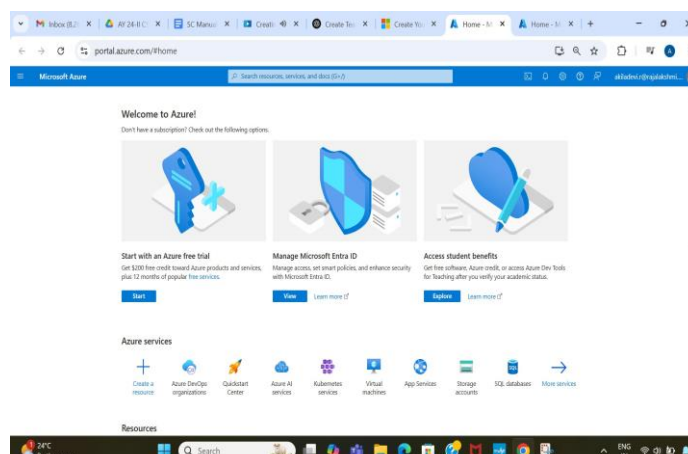 Inbox (8,2
AY 24-II C
SC Manual
Creati
Create Tes
Create You
Home - M
Home - M
portal.azure.com/#home
Microsoft Azure
Search resources, services, and docs (G+/)
Welcome to Azure!
Don't have a subscription? Check out the following options.
Start with an Azure free trial
Get $200 free credit toward Azure products and services,
plus 12 months of popular free services.
Start
Manage Microsoft Entra ID
Manage access, set smart policies, and enhance security
with Microsoft Entra ID.
View
Learn more
Access student benefits
Get free software, Azure credit, or access Azure Dev Tools
for Teaching after you verify your academic status.
Explore
Learn more
Azure services
Create a
resource
Azure DevOps
organizations
Quickstart
Center
Azure AI
services
Kubernetes
services
Virtual
machines
App Services
Storage
accounts
SQL databases
More services
Resources
24°C
Search
ENG